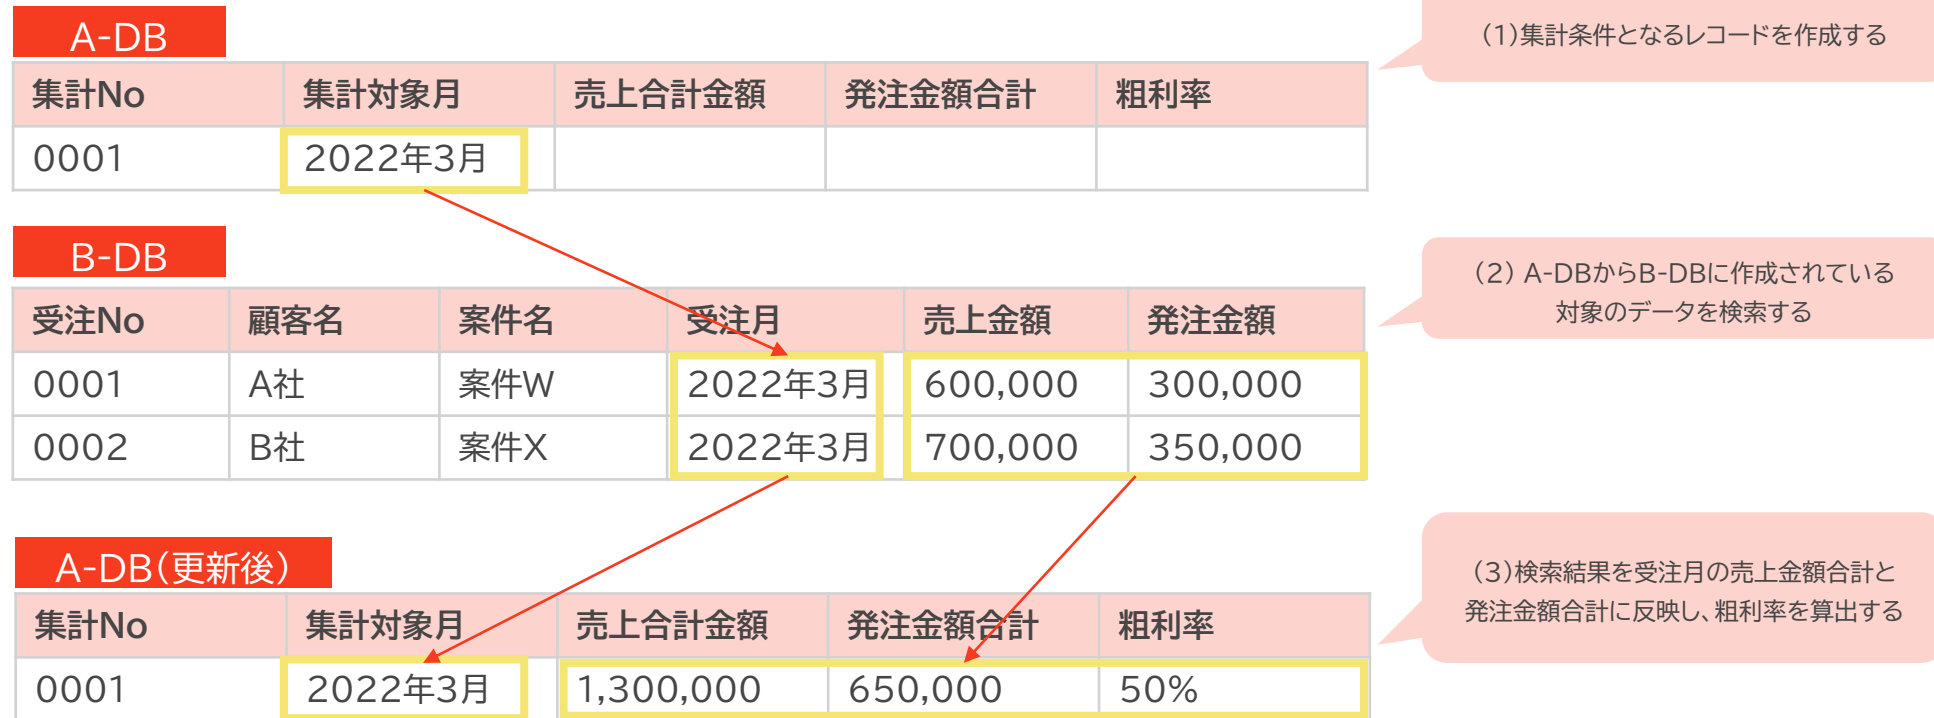 A-DB
(1)集計条件となるレコードを作成する
集計No 集計対象月 売上合計金額 発注金額合計 粗利率
0001 2022年3月
B-DB
(2) A-DBからB-DBに作成されている
対象のデータを検索する
受注No 顧客名 案件名 受注月 売上金額 発注金額
0001 A社 案件W 2022年3月 600,000 300,000
0002 B社 案件X 2022年3月 700,000 350,000
A-DB(更新後)
(3)検索結果を受注月の売上金額合計と
発注金額合計に反映し、粗利率を算出する
集計No 集計対象月 売上合計金額 発注金額合計 粗利率
0001 2022年3月 1,300,000 650,000 50%